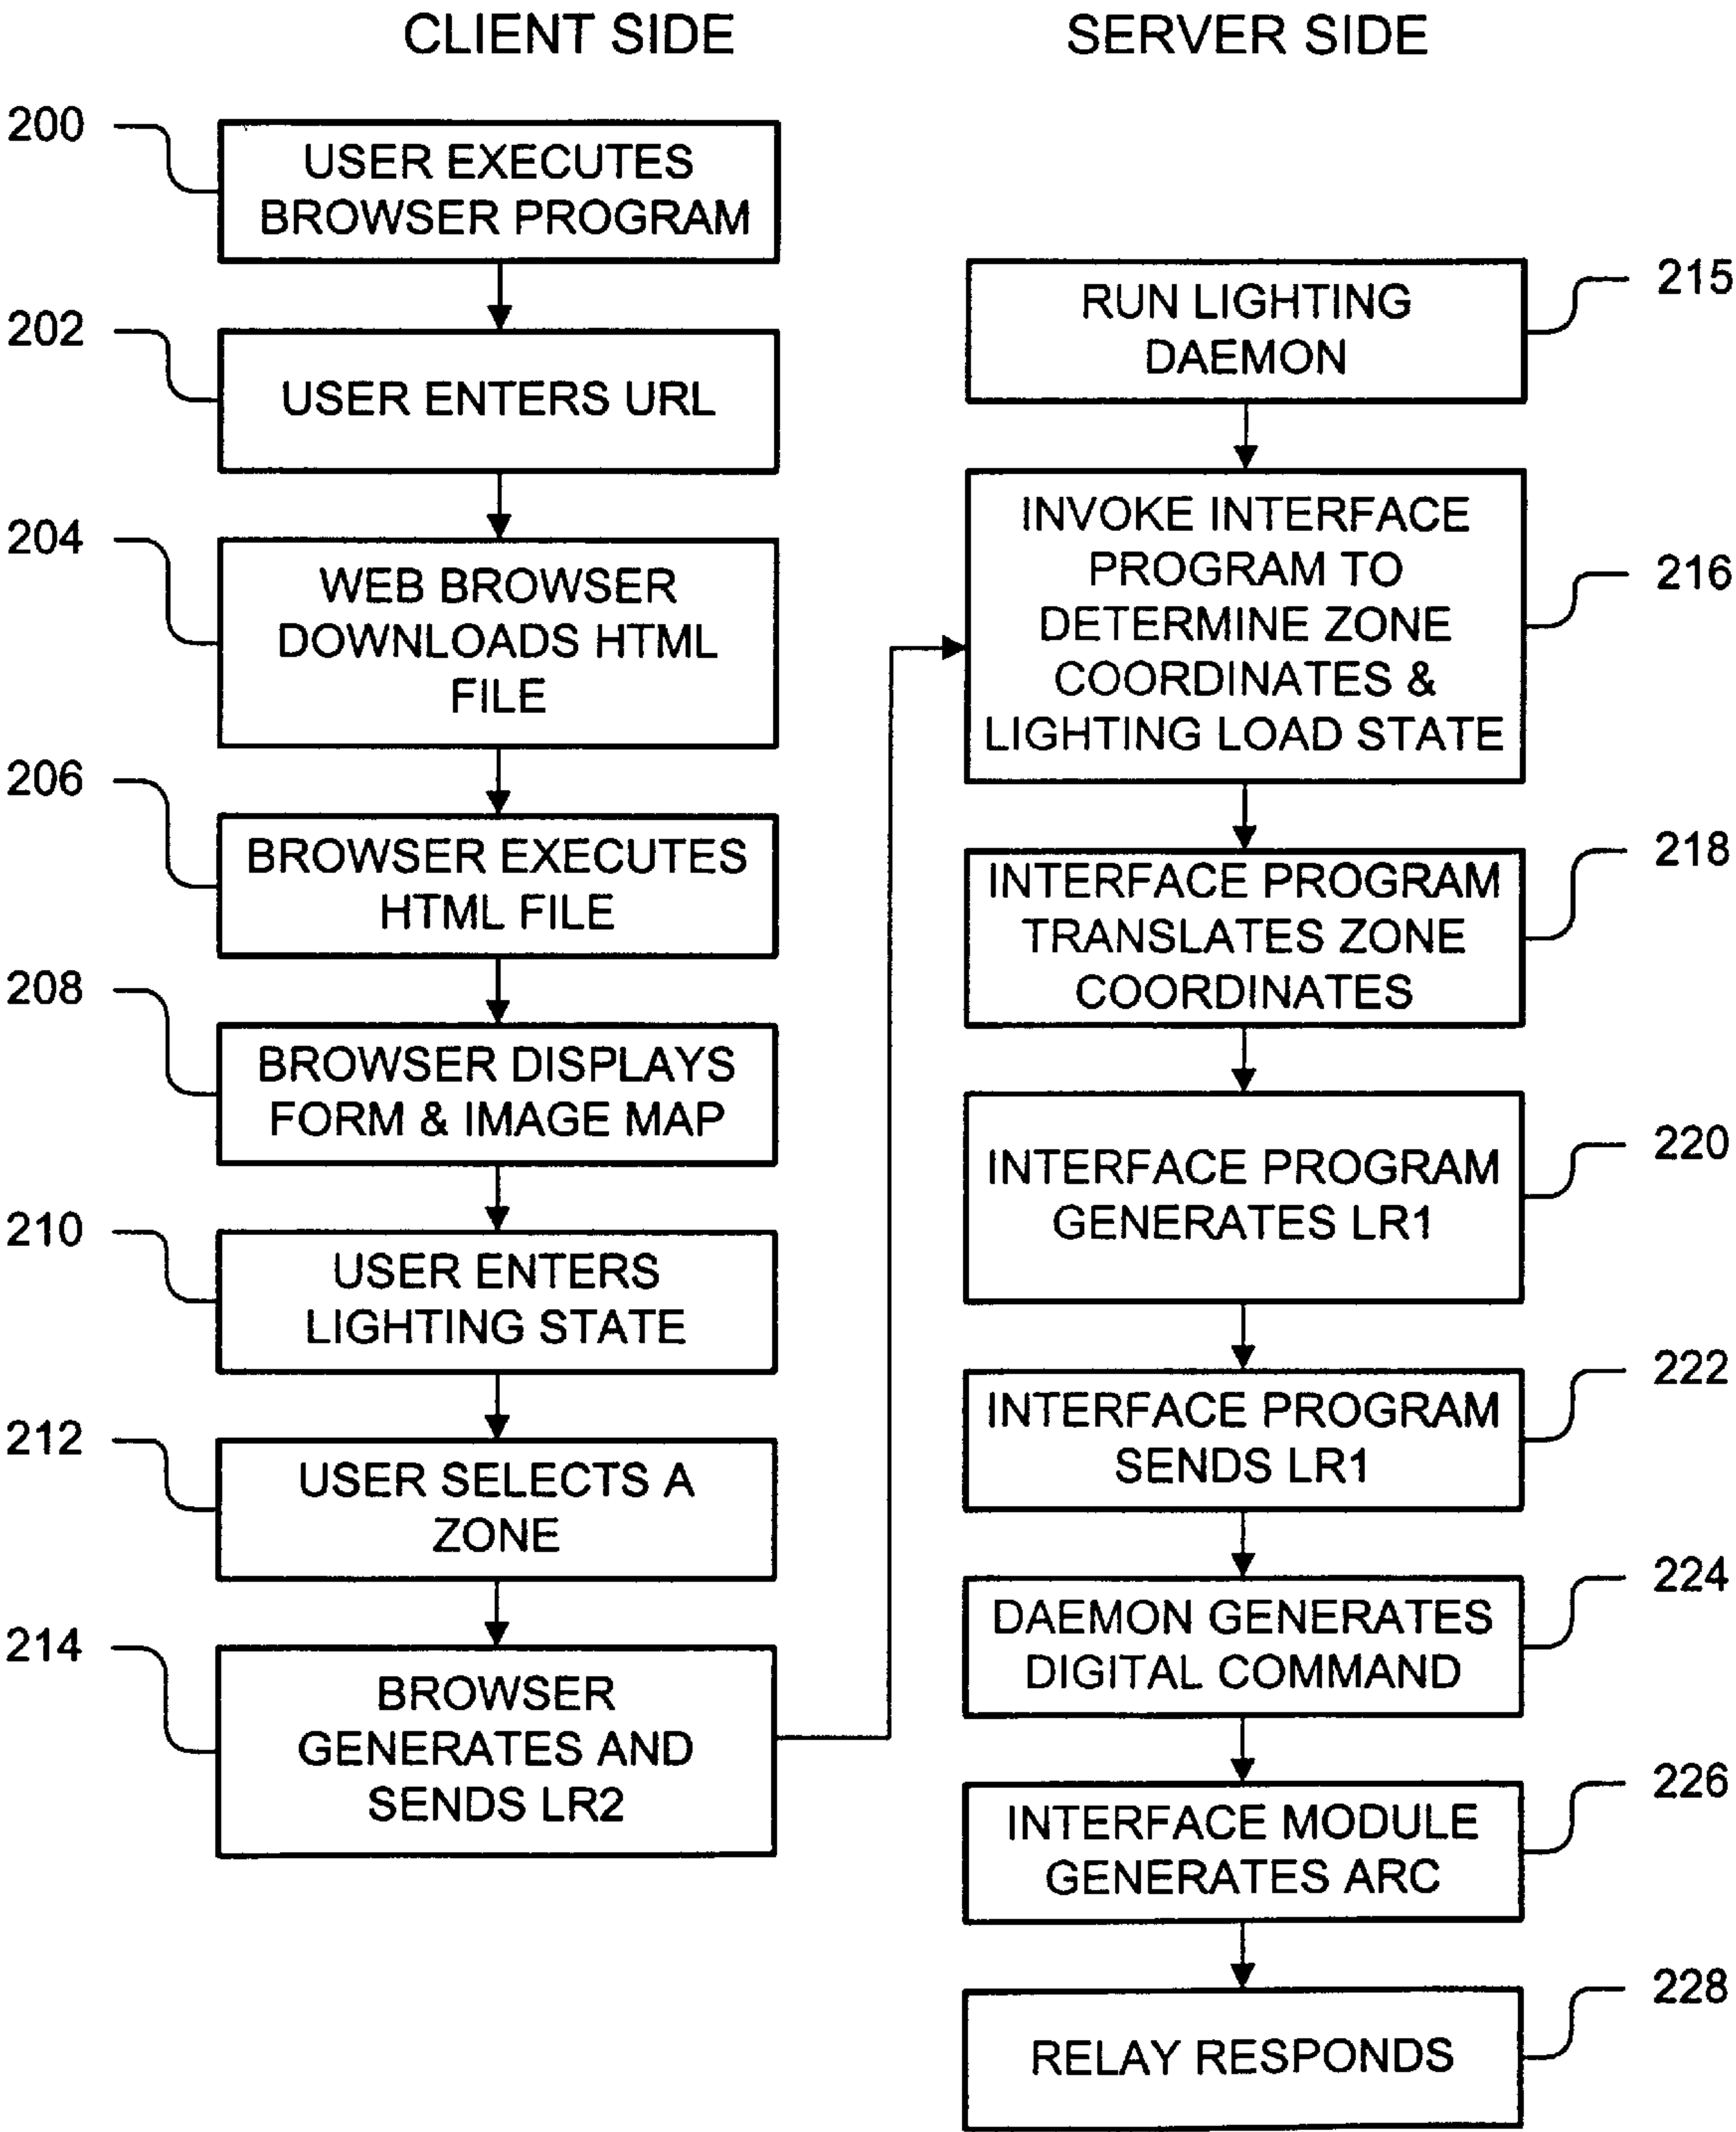 CLIENT SIDE
200
USER EXECUTES
BROWSER PROGRAM
202
USER ENTERS URL
204
WEB BROWSER
DOWNLOADS HTML
FILE
206
BROWSER EXECUTES
HTML FILE
208
BROWSER DISPLAYS
FORM & IMAGE MAP
210
USER ENTERS
LIGHTING STATE
212
USER SELECTS A
ZONE
214
BROWSER
GENERATES AND
SENDS LR2
SERVER SIDE
215
RUN LIGHTING
DAEMON
INVOKE INTERFACE
PROGRAM TO
216
DETERMINE ZONE
COORDINATES &
LIGHTING LOAD STATE
218
INTERFACE PROGRAM
TRANSLATES ZONE
COORDINATES
220
INTERFACE PROGRAM
GENERATES LR1
222
INTERFACE PROGRAM
SENDS LR1
224
DAEMON GENERATES
DIGITAL COMMAND
226
INTERFACE MODULE
GENERATES ARC
228
RELAY RESPONDS